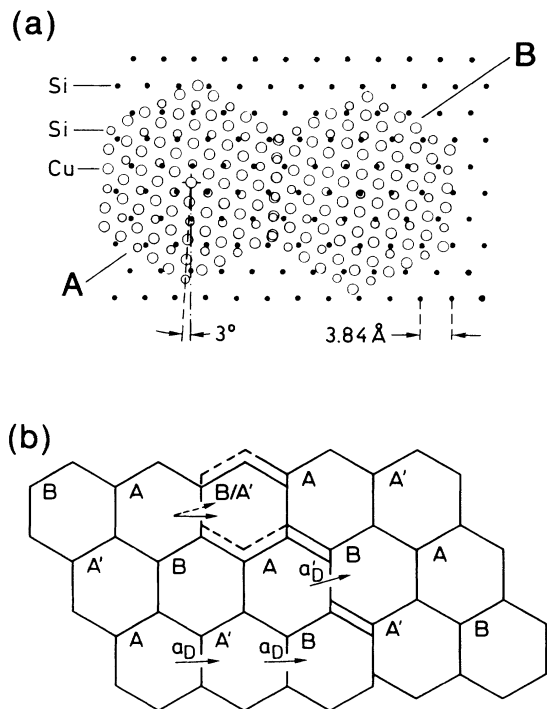 (a)
B
Si
Si
Cu
A
3°
3.84 Å
(b)
B A B/A' A A'
A' B A a'D B A
A aD A' aD B A' B